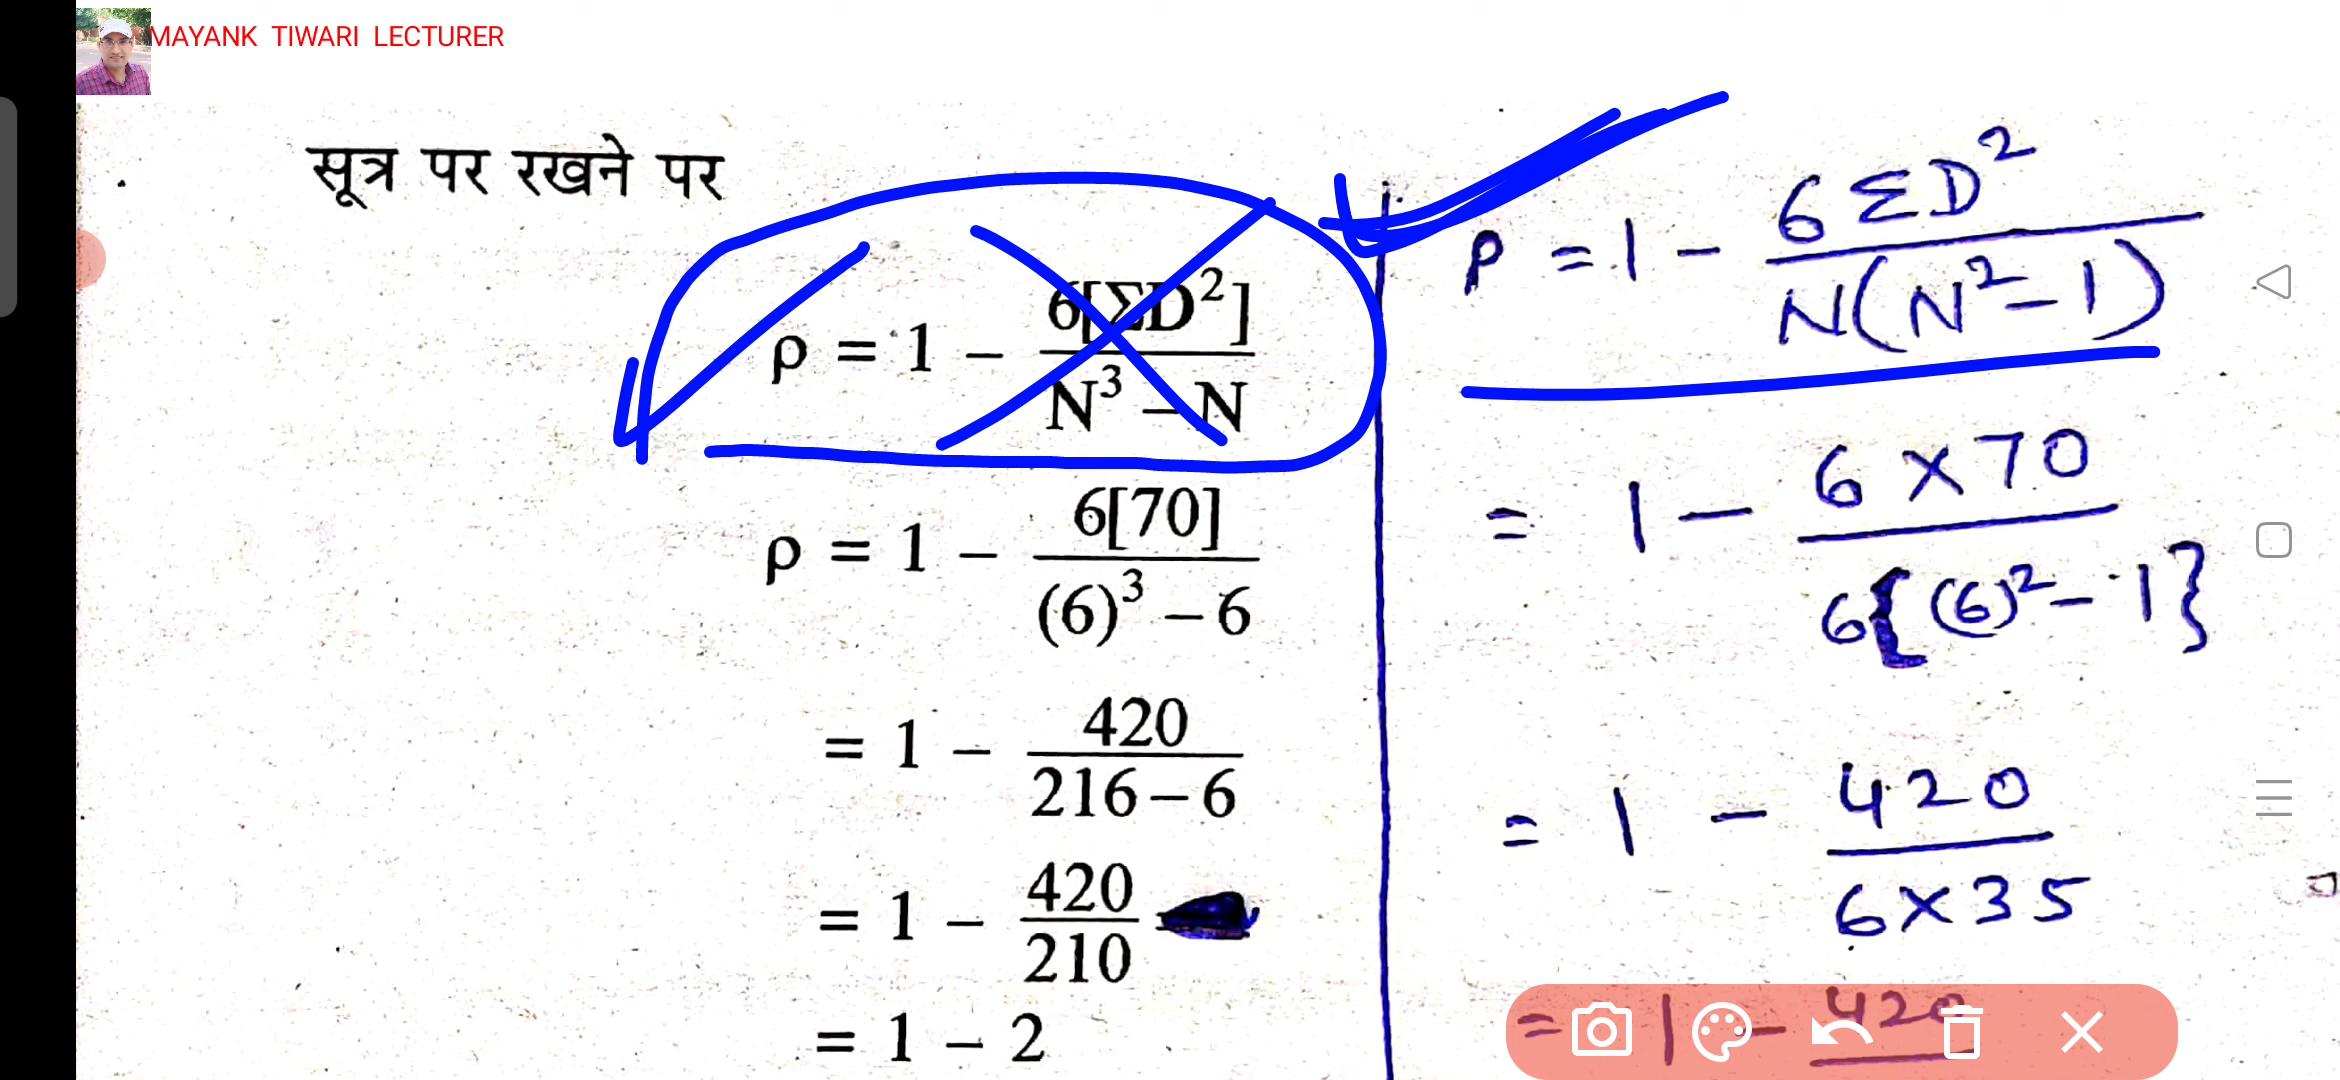 MAYANK TIWARI LECTURER
सूत्र पर रखने पर
ρ = 1 − 6[ΣD²] / N³ − N
ρ = 1 − 6[70] / (6)³ − 6
= 1 − 420 / 216 − 6
= 1 − 420 / 210
= 1 − 2
ρ = 1 − 6ΣD² / N(N² − 1)
= 1 − 6 × 70 / 6{(6)² − 1}
= 1 − 420 / 6 × 35
= 1 − 420